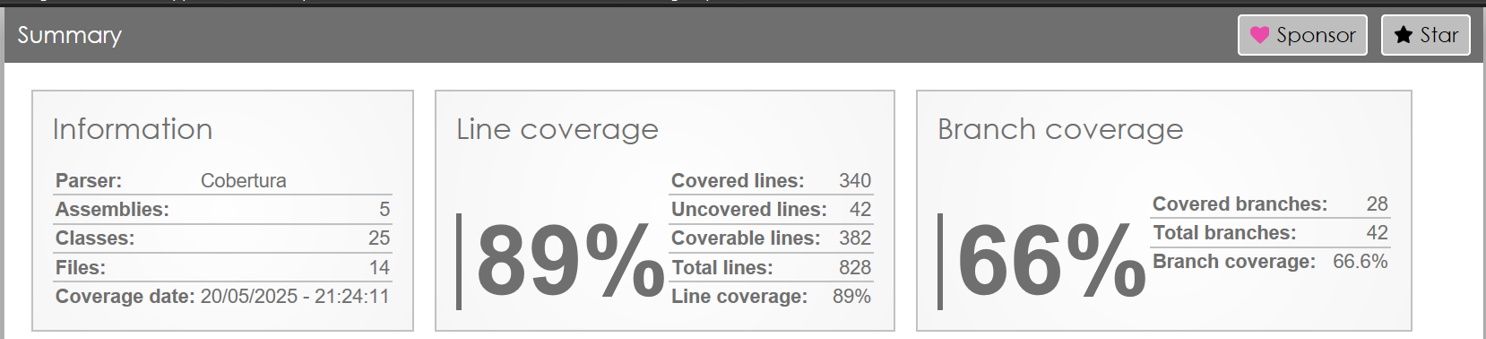 Summary
Sponsor
Star
Information
Parser: Cobertura
Assemblies: 5
Classes: 25
Files: 14
Coverage date: 20/05/2025 - 21:24:11
Line coverage
89%
Covered lines: 340
Uncovered lines: 42
Coverable lines: 382
Total lines: 828
Line coverage: 89%
Branch coverage
66%
Covered branches: 28
Total branches: 42
Branch coverage: 66.6%